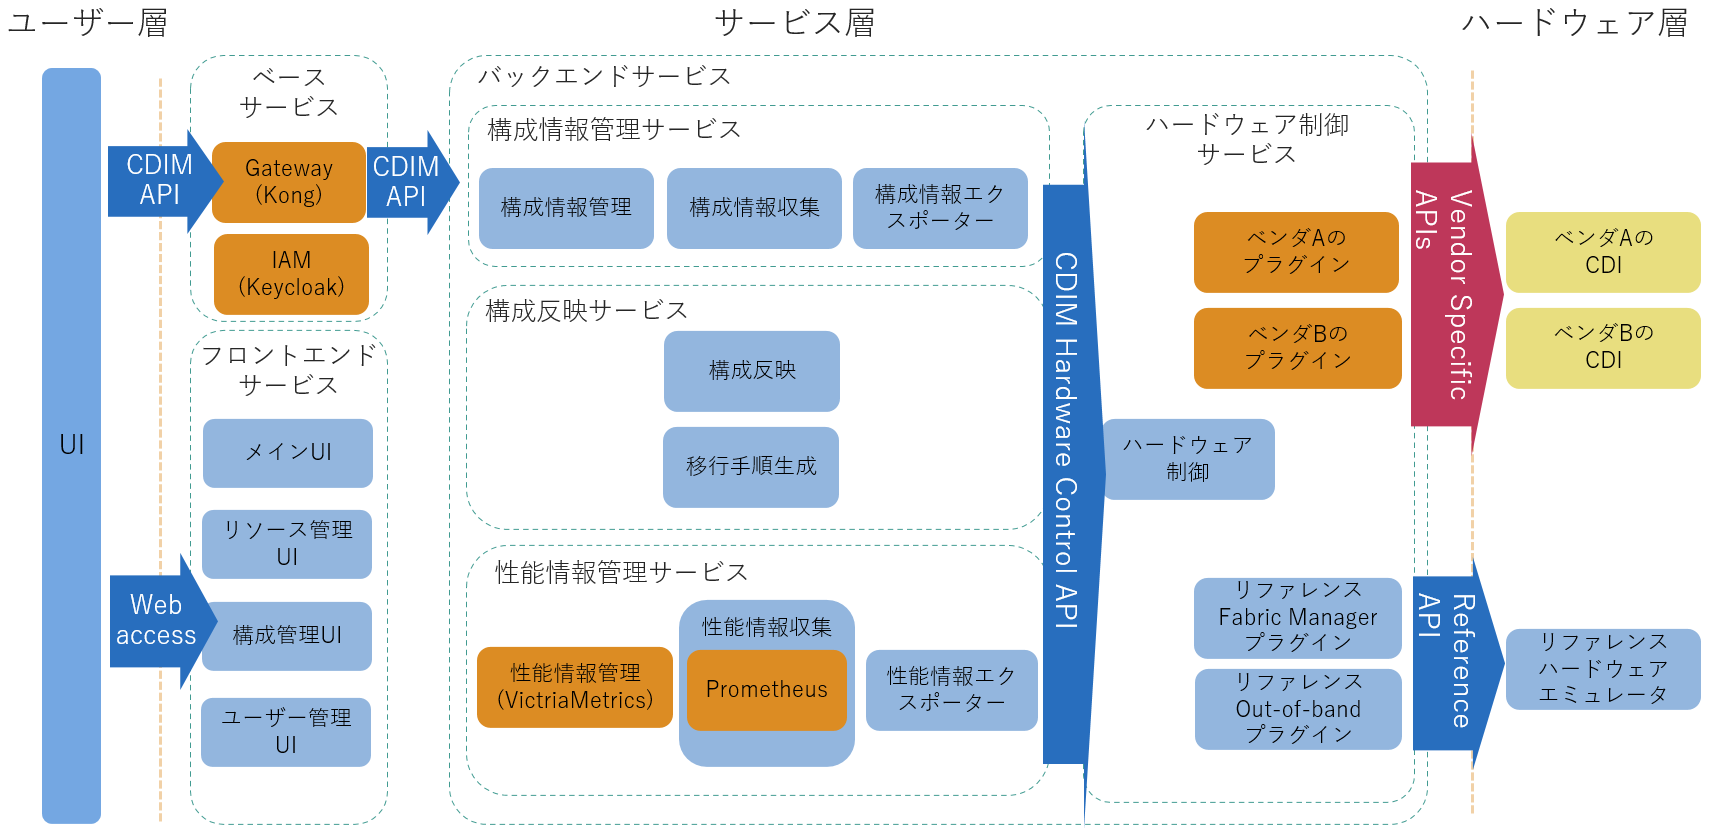 ユーザー層
サービス層
ハードウェア層
UI
CDIM
API
Web
access
ベース
サービス
Gateway
(Kong)
IAM
(Keycloak)
CDIM
API
フロントエンド
サービス
メインUI
リソース管理
UI
構成管理UI
ユーザー管理
UI
バックエンドサービス
構成情報管理サービス
構成情報管理
構成情報収集
構成情報エク
スポーター
構成反映サービス
構成反映
移行手順生成
性能情報管理サービス
性能情報管理
(VictriaMetrics)
性能情報収集
Prometheus
性能情報エク
スポーター
CDIM Hardware Control API
ハードウェア制御
サービス
ベンダAの
プラグイン
ベンダBの
プラグイン
ハードウェア
制御
リファレンス
Fabric Manager
プラグイン
リファレンス
Out-of-band
プラグイン
Vendor Specific
APIs
Reference
API
ベンダAの
CDI
ベンダBの
CDI
リファレンス
ハードウェア
エミュレータ